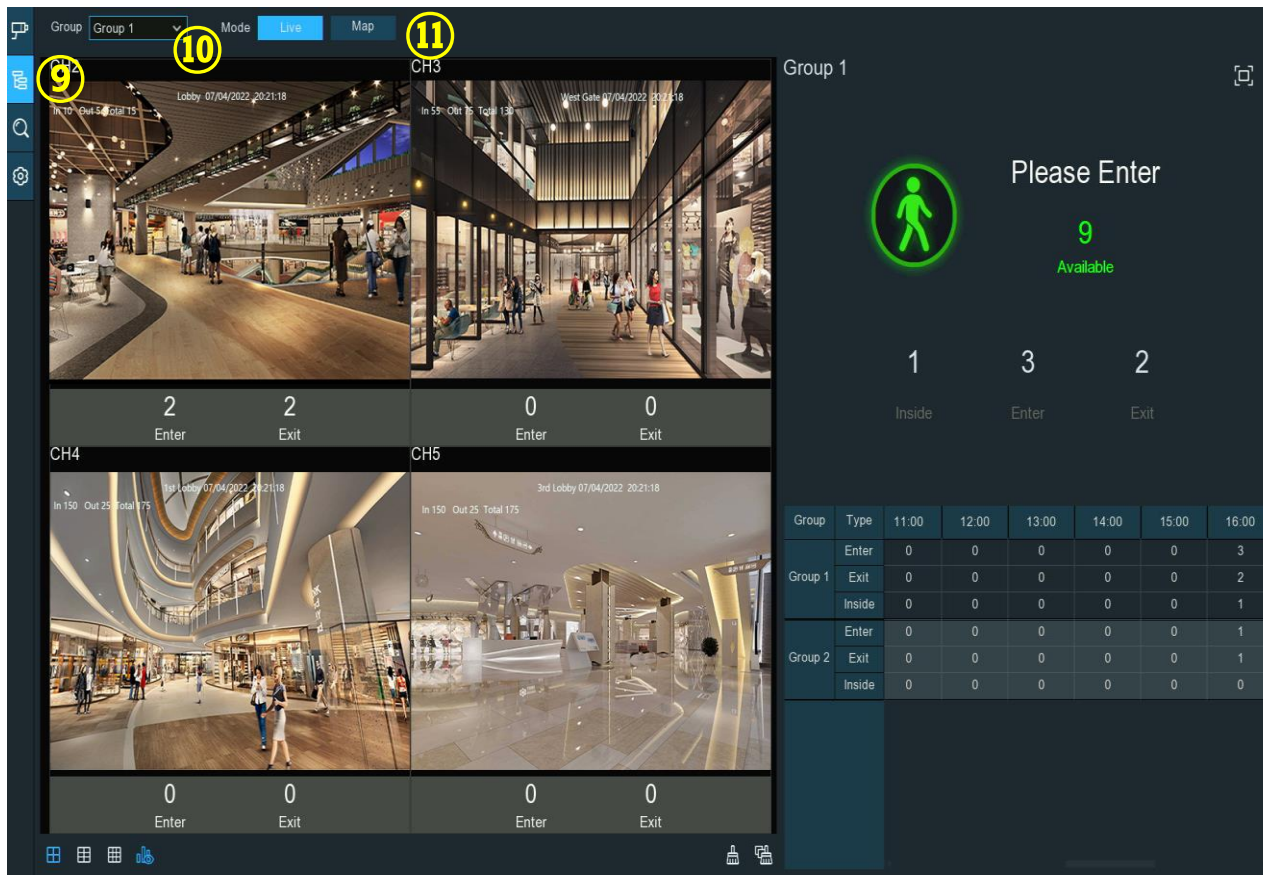 Group Group 1 ⑩ Mode Live Map ⑪
⑨
CH2
Lobby 07/04/2022 20:21:18
In 10 Out 5 Total 15
CH3
West Gate 07/04/2022 20:21:18
In 55 Out 75 Total 130
2 2
Enter Exit
0 0
Enter Exit
CH4
1st Lobby 07/04/2022 20:21:18
In 150 Out 25 Total 175
CH5
3rd Lobby 07/04/2022 20:21:18
In 150 Out 25 Total 175
0 0
Enter Exit
0 0
Enter Exit
Group 1
Please Enter
9
Available
1 3 2
Inside Enter Exit
Group Type 11:00 12:00 13:00 14:00 15:00 16:00
Enter 0 0 0 0 0 3
Group 1 Exit 0 0 0 0 0 2
Inside 0 0 0 0 0 1
Enter 0 0 0 0 0 1
Group 2 Exit 0 0 0 0 0 1
Inside 0 0 0 0 0 0